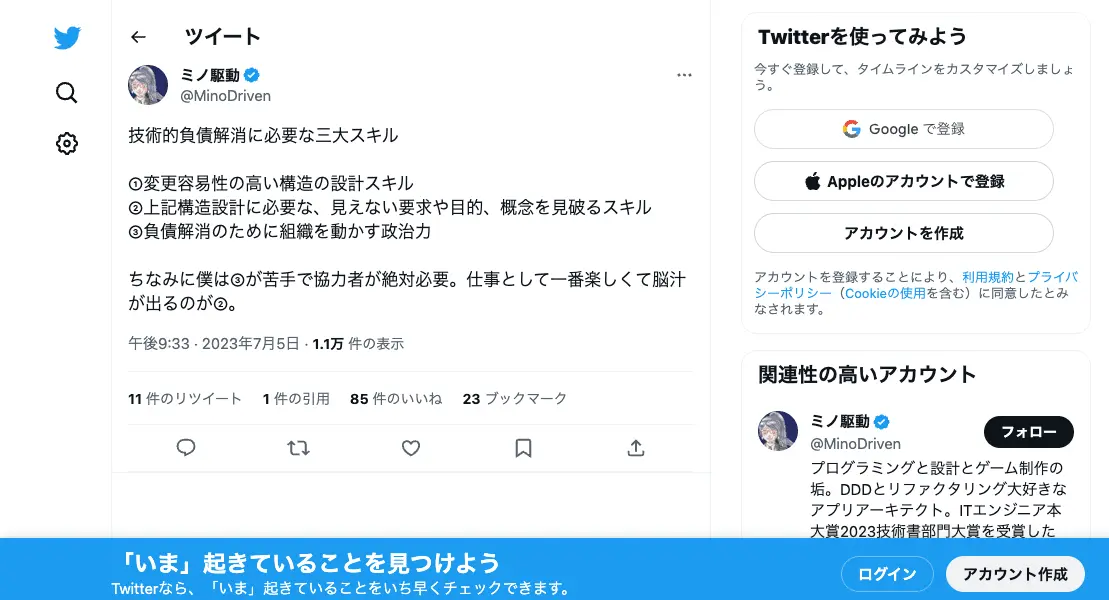 ツイート
ミノ駆動
@MinoDriven
技術的負債解消に必要な三大スキル
①変更容易性の高い構造の設計スキル
②上記構造設計に必要な、見えない要求や目的、概念を見破るスキル
③負債解消のために組織を動かす政治力
ちなみに僕は③が苦手で協力者が絶対必要。仕事として一番楽しくて脳汁
が出るのが②。
午後9:33 · 2023年7月5日 · 1.1万 件の表示
11 件のリツイート 1 件の引用 85 件のいいね 23 ブックマーク
Twitterを使ってみよう
今すぐ登録して、タイムラインをカスタマイズしましょ
う。
Google で登録
Appleのアカウントで登録
アカウントを作成
アカウントを登録することにより、利用規約とプライバ
シーポリシー（Cookieの使用を含む）に同意したとみ
なされます。
関連性の高いアカウント
ミノ駆動
@MinoDriven
フォロー
プログラミングと設計とゲーム制作の
垢。DDDとリファクタリング大好きな
アプリアーキテクト。ITエンジニア本
大賞2023技術書部門大賞を受賞した
「いま」起きていることを見つけよう
Twitterなら、「いま」起きていることをいち早くチェックできます。
ログイン
アカウント作成